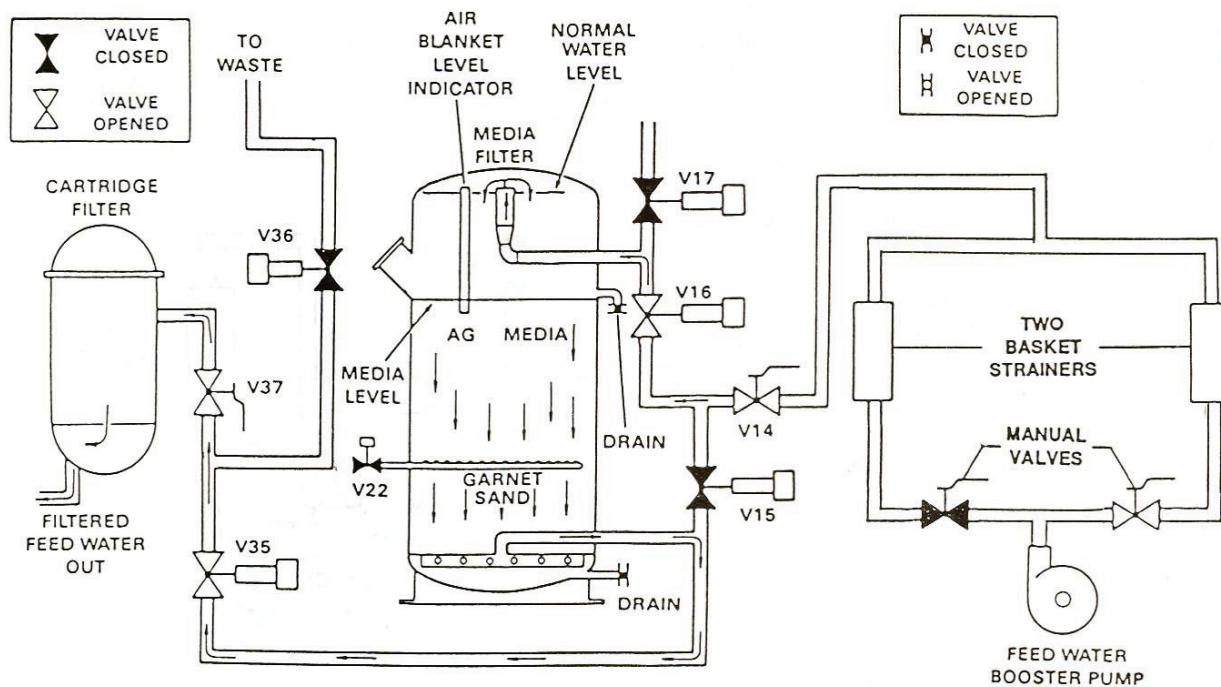 VALVE
CLOSED
VALVE
OPENED
TO
WASTE
AIR
BLANKET
LEVEL
INDICATOR
NORMAL
WATER
LEVEL
VALVE
CLOSED
VALVE
OPENED
MEDIA
FILTER
CARTRIDGE
FILTER
V17
V36
V16
AG MEDIA
TWO
BASKET
STRAINERS
MEDIA
LEVEL
V37
DRAIN
V14
MANUAL
VALVES
V22
GARNET
SAND
V15
FILTERED
FEED WATER
OUT
V35
DRAIN
FEED WATER
BOOSTER PUMP